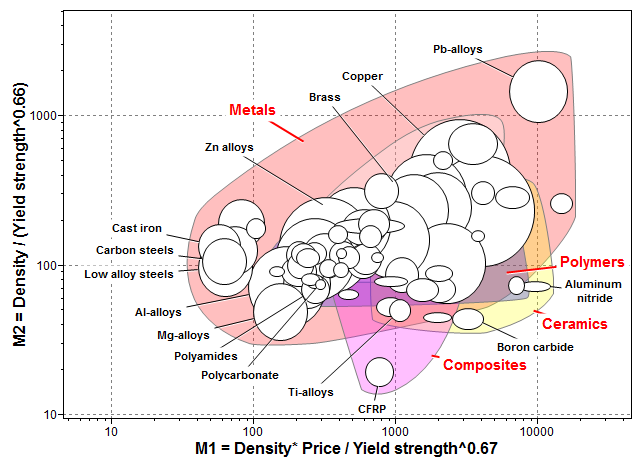 Pb-alloys
Copper
Brass
Metals
Zn alloys
Cast iron
Carbon steels
Low alloy steels
Al-alloys
Mg-alloys
Polyamides
Polycarbonate
Ti-alloys
CFRP
Composites
Boron carbide
Ceramics
Aluminum
nitride
Polymers
1000
100
10
10
100
1000
10000
M1 = Density* Price / Yield strength^0.67
M2 = Density / (Yield strength^0.66)